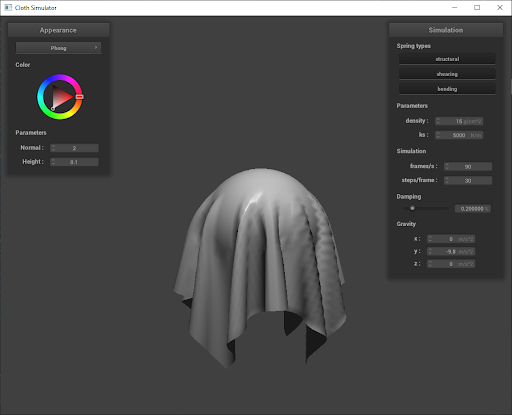 Cloth Simulator
Appearance
Phong
Color
Parameters
Normal : 2
Height : 0.1
Simulation
Spring types
structural
shearing
bending
Parameters
density : 15 g/cm^2
ks : 5000 N/m
Simulation
frames/s : 90
steps/frame : 30
Damping
0.200000 %
Gravity
x : 0 m/s^2
y : -9.8 m/s^2
z : 0 m/s^2